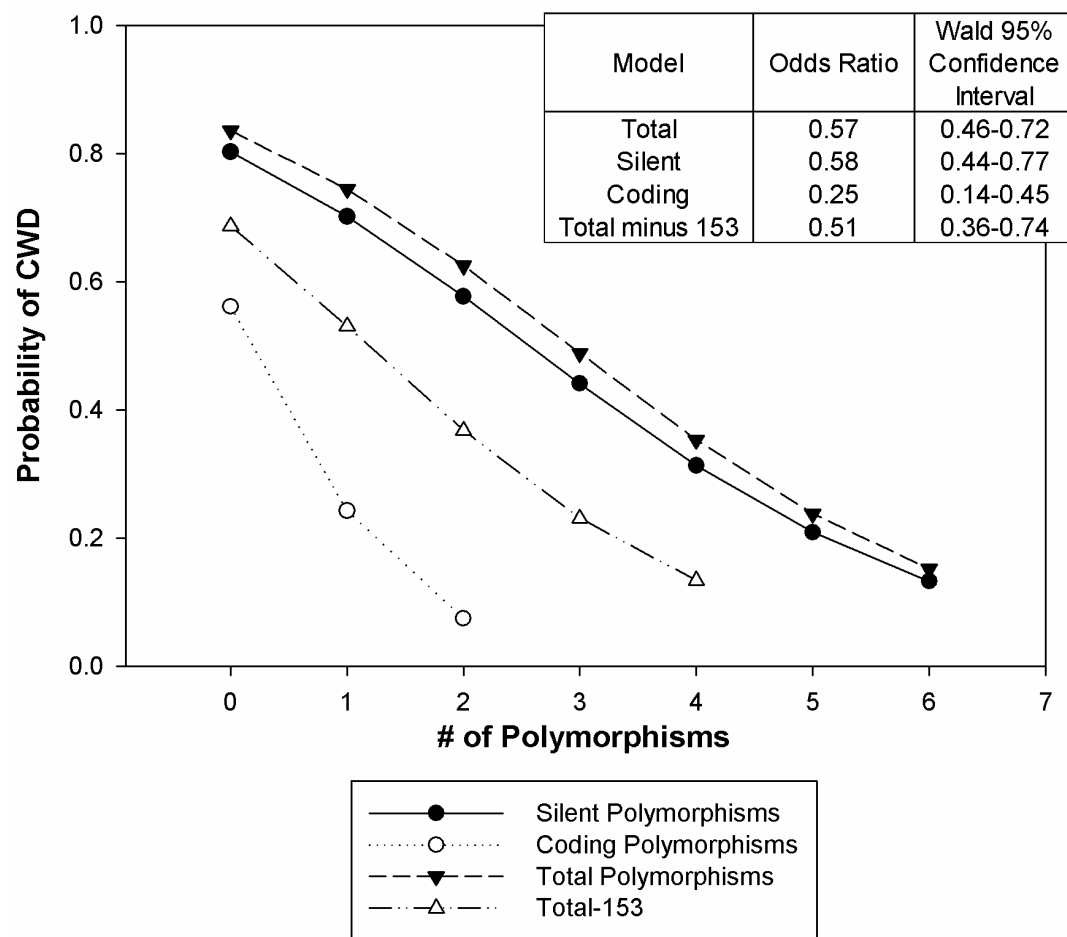 Probability of CWD
1.0
0.8
0.6
0.4
0.2
0.0
Model Odds Ratio Wald 95%
Confidence
Interval
Total 0.57 0.46-0.72
Silent 0.58 0.44-0.77
Coding 0.25 0.14-0.45
Total minus 153 0.51 0.36-0.74
0 1 2 3 4 5 6 7
# of Polymorphisms
Silent Polymorphisms
Coding Polymorphisms
Total Polymorphisms
Total-153